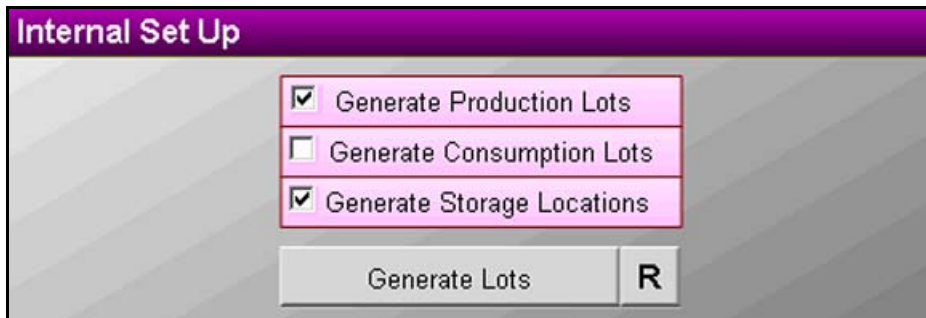 Internal Set Up
Generate Production Lots
Generate Consumption Lots
Generate Storage Locations
Generate Lots R